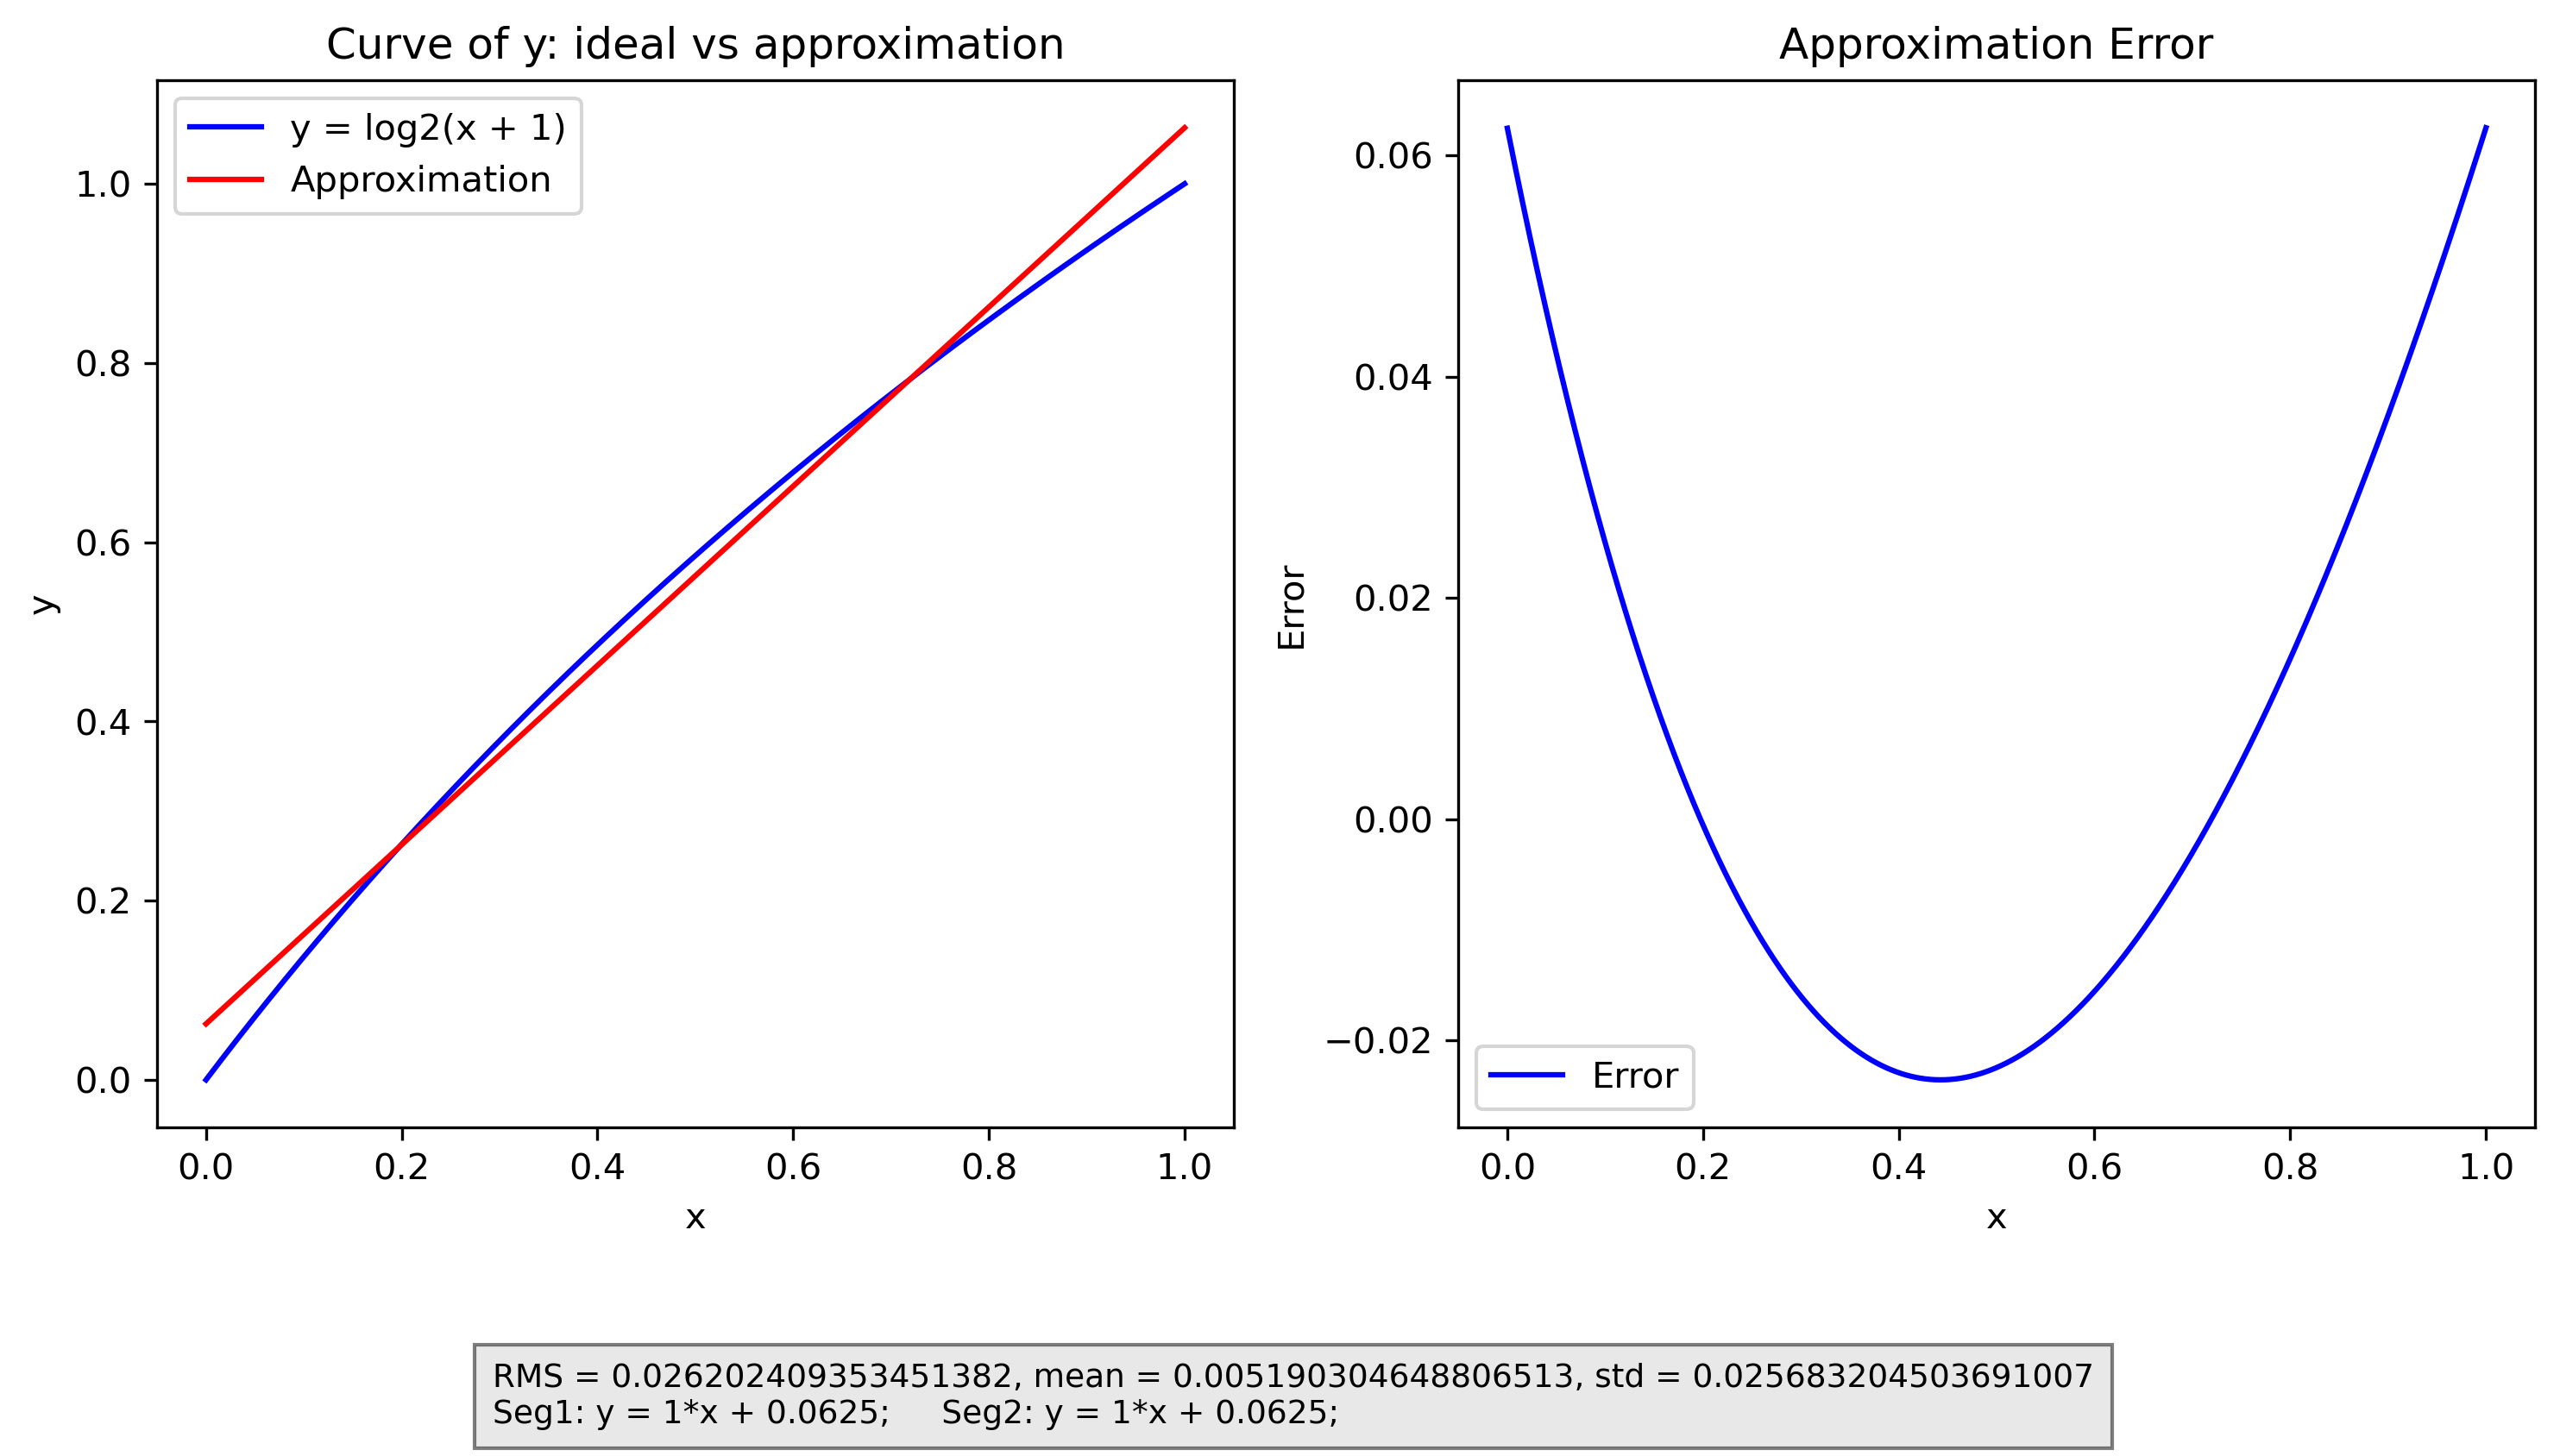 Curve of y: ideal vs approximation
y = log2(x + 1)
Approximation
1.0
0.8
0.6
0.4
0.2
0.0
y
0.0 0.2 0.4 0.6 0.8 1.0
x
Approximation Error
0.06
0.04
0.02
0.00
−0.02
Error
Error
0.0 0.2 0.4 0.6 0.8 1.0
x
RMS = 0.026202409353451382, mean = 0.005190304648806513, std = 0.025683204503691007
Seg1: y = 1*x + 0.0625; Seg2: y = 1*x + 0.0625;